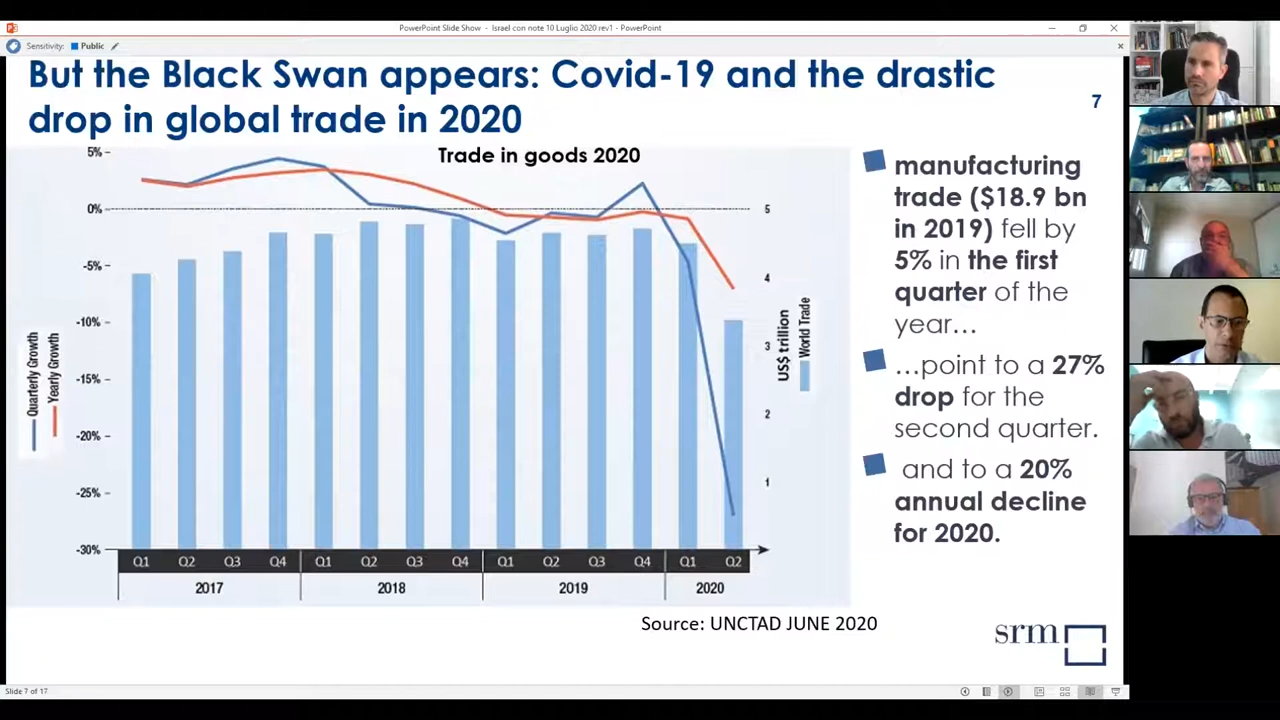 PowerPoint Slide Show - Israel con note 10 Luglio 2020 rev1 - PowerPoint
Sensitivity: Public
But the Black Swan appears: Covid-19 and the drastic
drop in global trade in 2020
7
Trade in goods 2020
5%
0%
-5%
-10%
-15%
-20%
-25%
-30%
Quarterly Growth
Yearly Growth
5
4
3
2
1
US$ trillion
World Trade
Q1 Q2 Q3 Q4 Q1 Q2 Q3 Q4 Q1 Q2 Q3 Q4 Q1 Q2
2017 2018 2019 2020
manufacturing
trade ($18.9 bn
in 2019) fell by
5% in the first
quarter of the
year…
…point to a 27%
drop for the
second quarter.
and to a 20%
annual decline
for 2020.
Source: UNCTAD JUNE 2020
srm
Slide 7 of 17